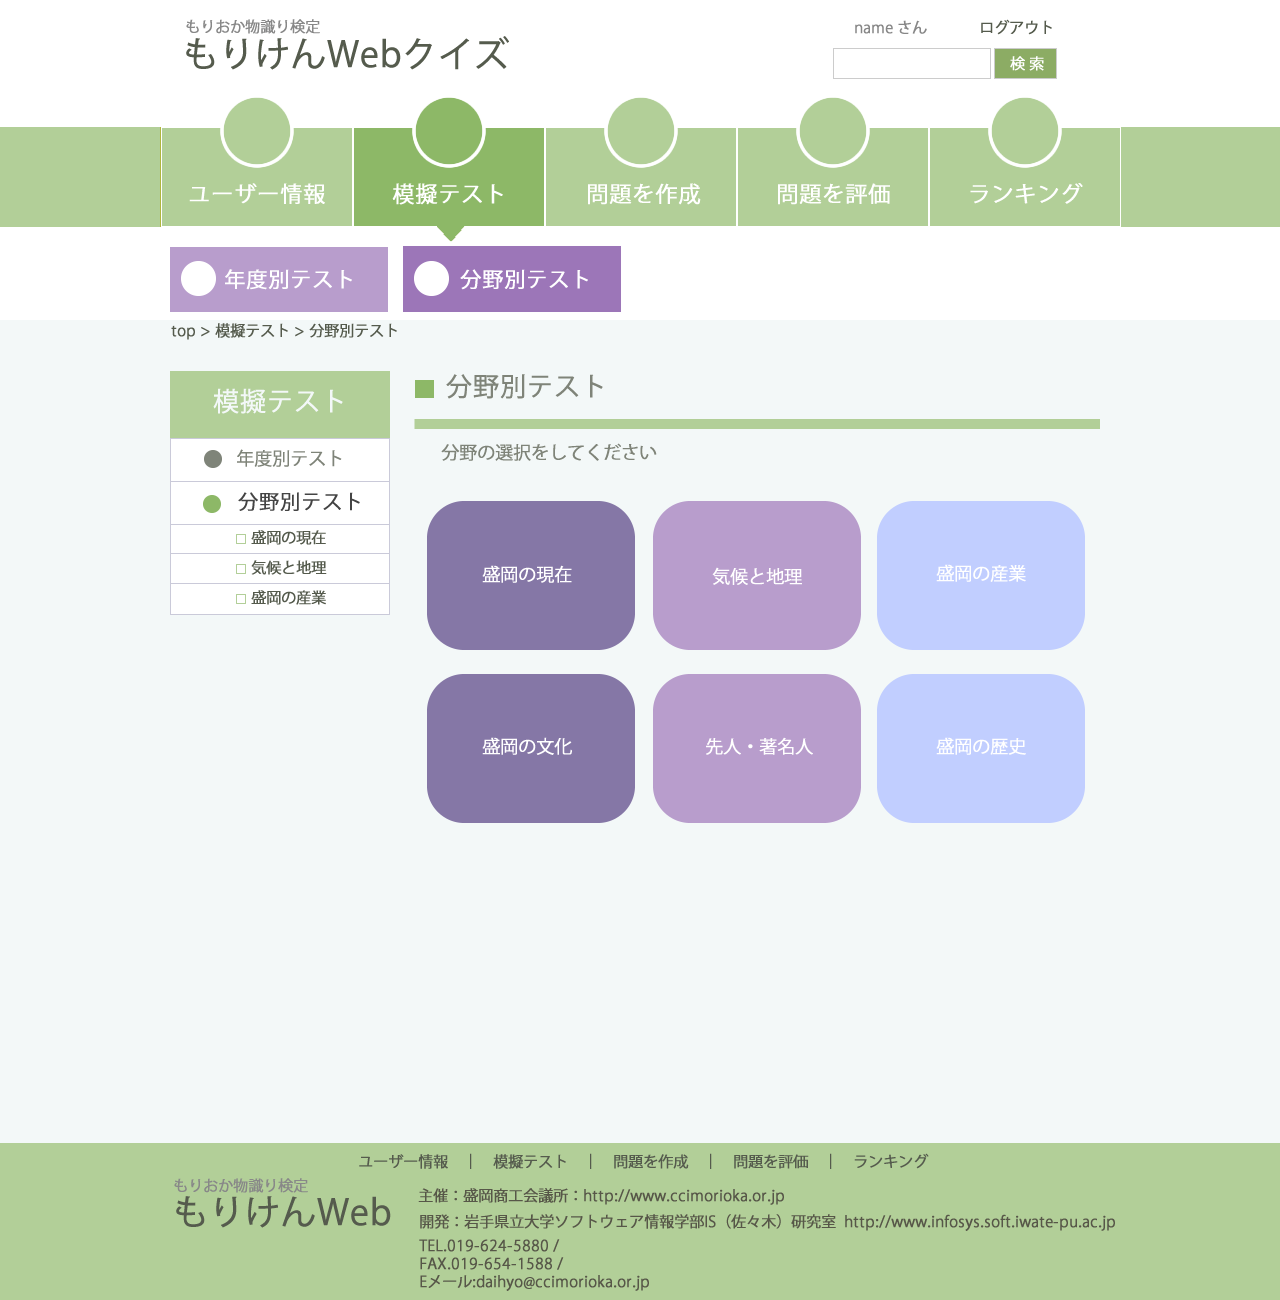 もりおか物識り検定
もりけんWebクイズ
name さん
ログアウト
検 索
ユーザー情報
模擬テスト
問題を作成
問題を評価
ランキング
年度別テスト
分野別テスト
top > 模擬テスト > 分野別テスト
模擬テスト
年度別テスト
分野別テスト
盛岡の現在
気候と地理
盛岡の産業
分野別テスト
分野の選択をしてください
盛岡の現在
気候と地理
盛岡の産業
盛岡の文化
先人・著名人
盛岡の歴史
ユーザー情報 | 模擬テスト | 問題を作成 | 問題を評価 | ランキング
もりおか物識り検定
もりけんWeb
主催：盛岡商工会議所：http://www.ccimorioka.or.jp
開発：岩手県立大学ソフトウェア情報学部IS（佐々木）研究室 http://www.infosys.soft.iwate-pu.ac.jp
TEL.019-624-5880 /
FAX.019-654-1588 /
Eメール:daihyo@ccimorioka.or.jp